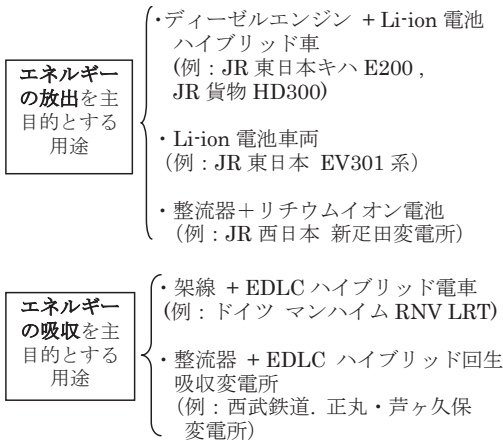 ・ディーゼルエンジン + Li-ion 電池
ハイブリッド車
(例：JR 東日本キハ E200 ,
JR 貨物 HD300)
エネルギー
の放出を主
目的とする
用途
・Li-ion 電池車両
（例：JR 東日本 EV301 系）
・整流器＋リチウムイオン電池
（例：JR 西日本 新疋田変電所）
・架線 + EDLC ハイブリッド電車
(例：ドイツ マンハイム RNV LRT)
エネルギー
の吸収を主
目的とする
用途
・整流器 + EDLC ハイブリッド回生
吸収変電所
（例：西武鉄道. 正丸・芦ヶ久保
変電所）